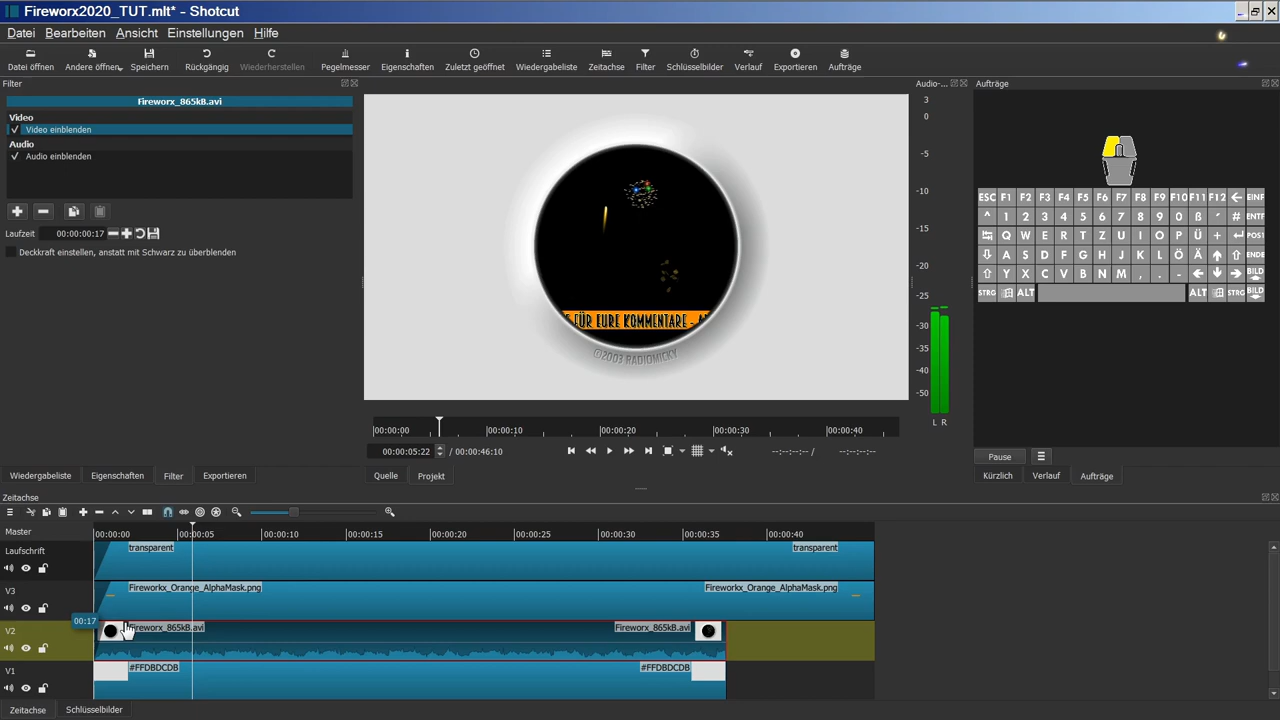 Fireworx2020_TUT.mlt* - Shotcut
Datei Bearbeiten Ansicht Einstellungen Hilfe
Datei öffnen Andere öffnen Speichern Rückgängig Wiederherstellen Pegelmesser Eigenschaften Zuletzt geöffnet Wiedergabeliste Zeitachse Filter Schlüsselbilder Verlauf Exportieren Aufträge
Filter
Fireworx_865kB.avi
Video
✓ Video einblenden
Audio
✓ Audio einblenden
Laufzeit 00:00:00:17
Deckkraft einstellen, anstatt mit Schwarz zu überblenden
FÜR EURE KOMMENTARE -
©2003 RADIOMICKY
Audio-...
3
0
-5
-10
-15
-20
-25
-30
-35
-40
-50
L R
Aufträge
ESC F1 F2 F3 F4 F5 F6 F7 F8 F9 F10 F11 F12 ← EINF
^ 1 2 3 4 5 6 7 8 9 0 ß ´ # ENTF
Q W E R T Z U I O P Ü + POS1
A S D F G H J K L Ö Ä ENDE
Y X C V B N M , . - BILD
STRG ALT ALT STRG BILD
00:00:00 00:00:10 00:00:20 00:00:30 00:00:40
00:00:05:22 / 00:00:46:10 --:--:--:-- / --:--:--:--
Pause
Wiedergabeliste Eigenschaften Filter Exportieren
Quelle Projekt
Kürzlich Verlauf Aufträge
Zeitachse
Master
00:00:00 00:00:05 00:00:10 00:00:15 00:00:20 00:00:25 00:00:30 00:00:35 00:00:40
Laufschrift
transparent transparent
V3
Fireworkx_Orange_AlphaMask.png Fireworkx_Orange_AlphaMask.png
00:17
V2
Fireworx_865kB.avi Fireworx_865kB.avi
V1
#FFDBDCDB #FFDBDCDB
Zeitachse Schlüsselbilder